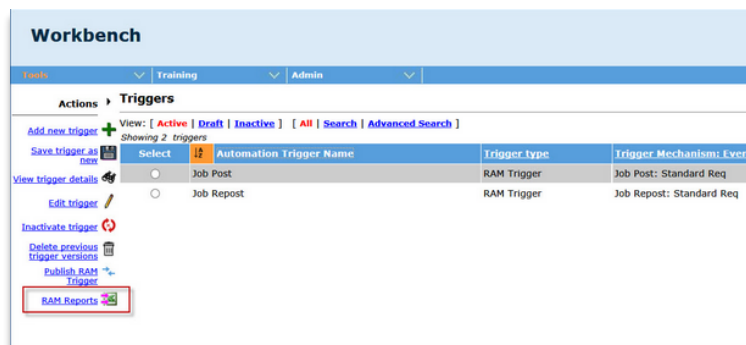 Workbench
Tools Training Admin
Actions
Triggers
View: [ Active | Draft | Inactive ] [ All | Search | Advanced Search ]
Showing 2 triggers
Select Automation Trigger Name Trigger type Trigger Mechanism: Even
Job Post RAM Trigger Job Post: Standard Req
Job Repost RAM Trigger Job Repost: Standard Req
Add new trigger
Save trigger as
new
View trigger details
Edit trigger
Inactivate trigger
Delete previous
trigger versions
Publish RAM
Trigger
RAM Reports